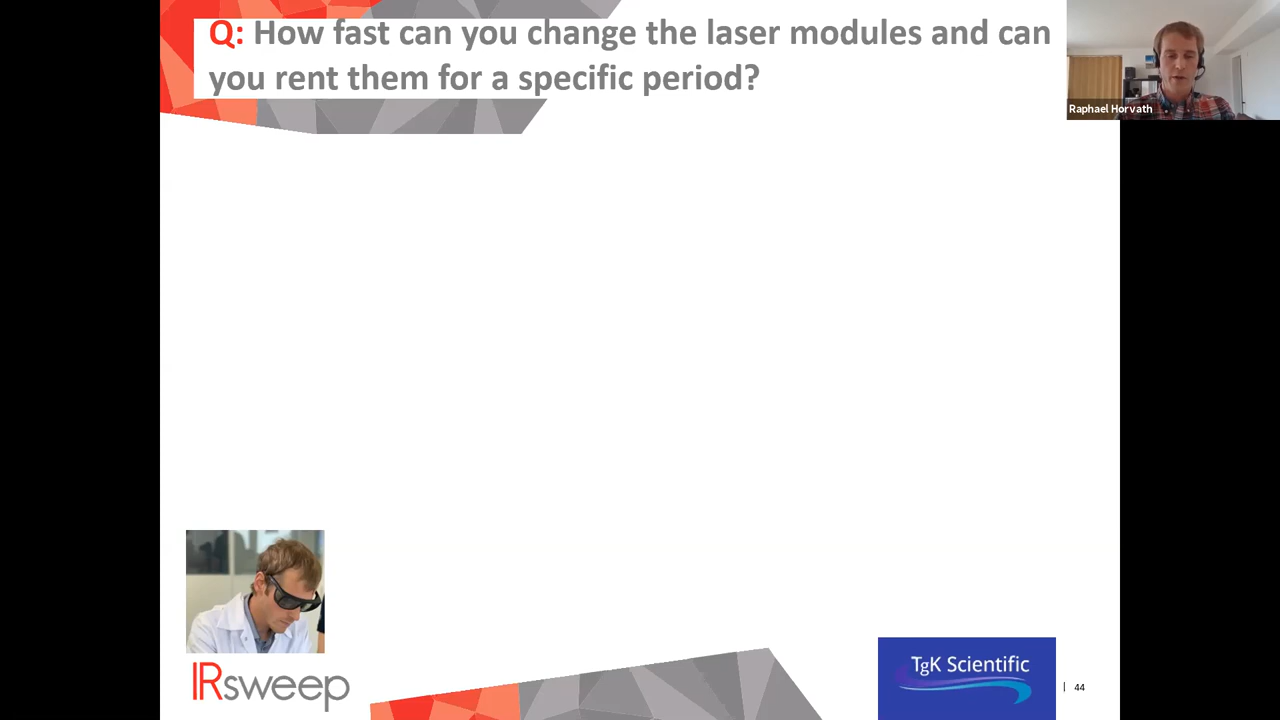 Q: How fast can you change the laser modules and can
you rent them for a specific period?
Raphael Horvath
IRsweep
TgK Scientific
| 44